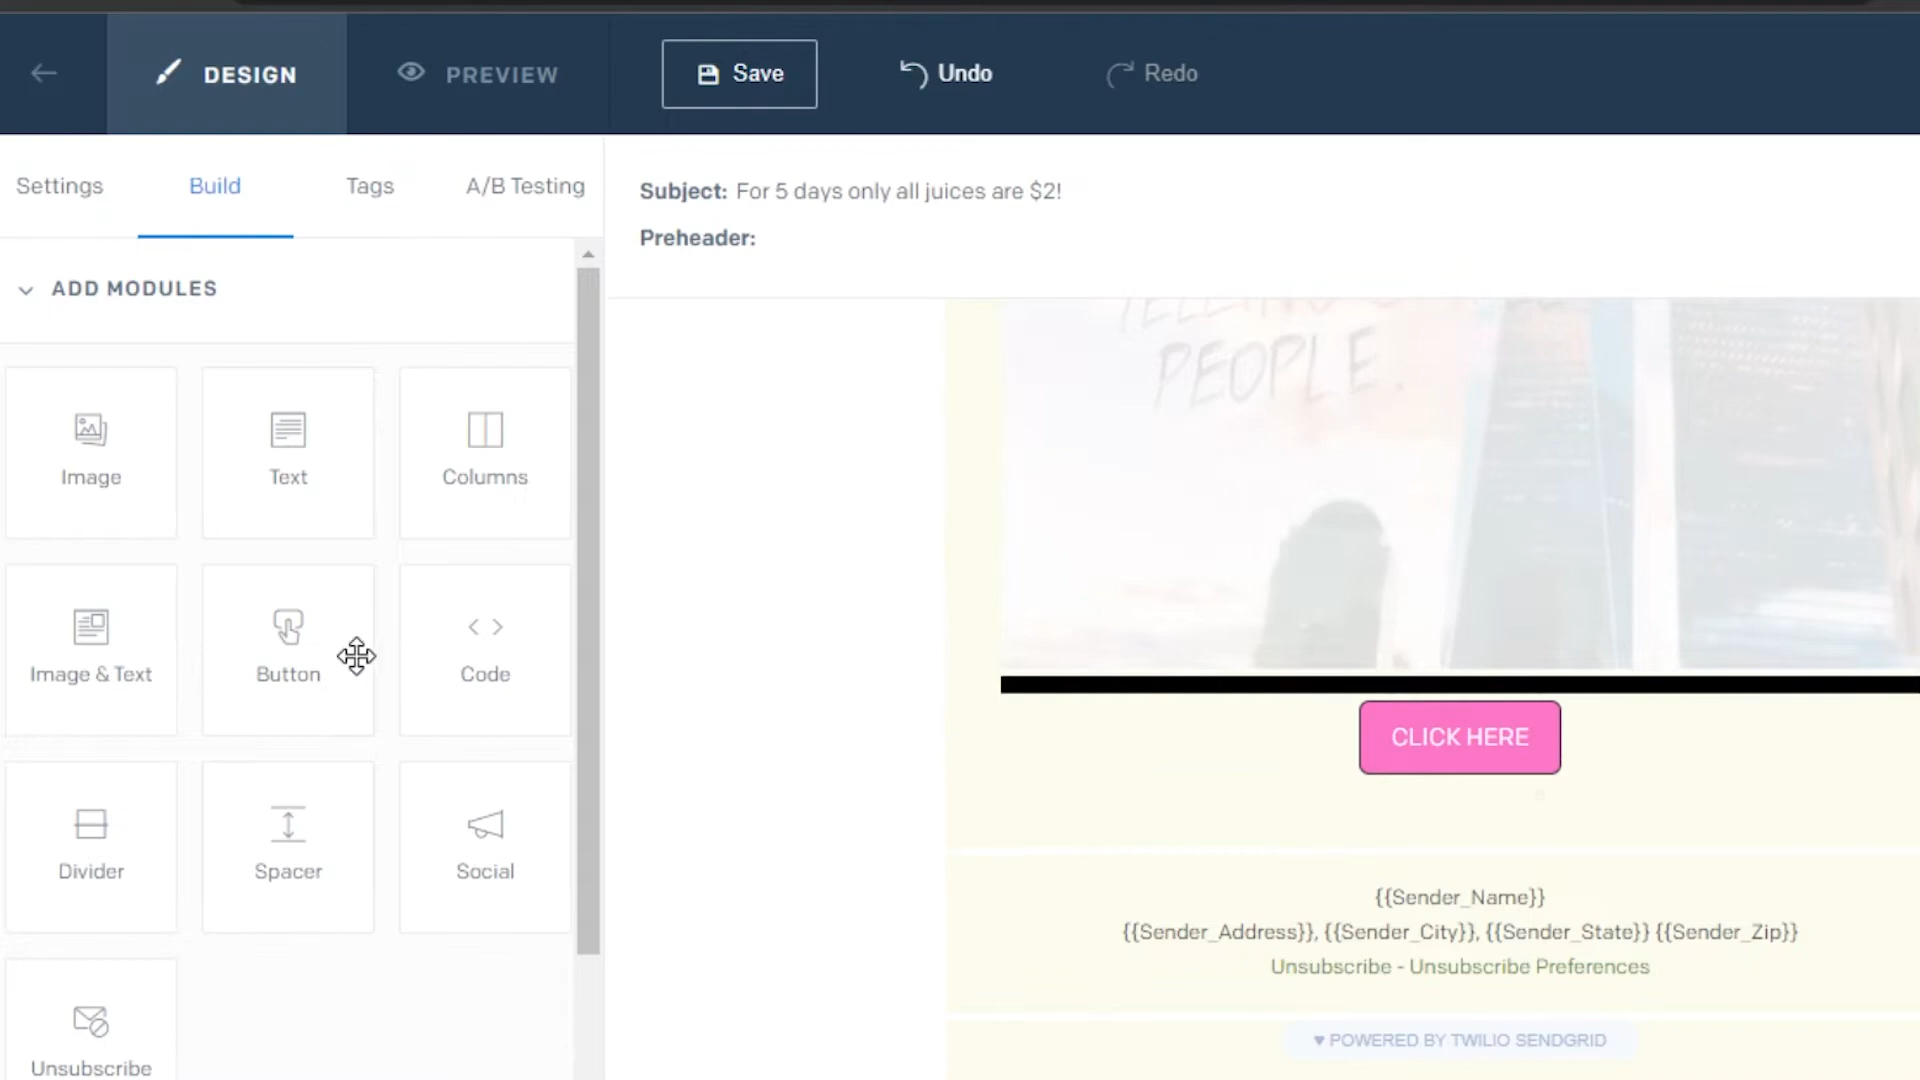 DESIGN
PREVIEW
Save
Undo
Redo
Settings
Build
Tags
A/B Testing
Subject: For 5 days only all juices are $2!
Preheader:
ADD MODULES
Image
Text
Columns
Image & Text
Button
Code
Divider
Spacer
Social
Unsubscribe
PEOPLE.
CLICK HERE
{{Sender_Name}}
{{Sender_Address}}, {{Sender_City}}, {{Sender_State}} {{Sender_Zip}}
Unsubscribe - Unsubscribe Preferences
♥ POWERED BY TWILIO SENDGRID